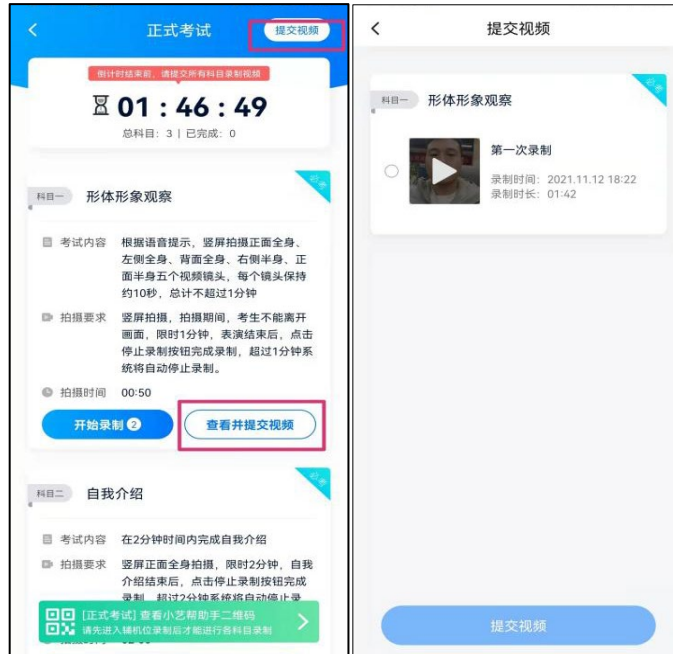 正式考试
提交视频
倒计时结束前，请提交所有科目录制视频
01：46：49
总科目：3 | 已完成：0
必考
科目一 形体形象观察
考试内容 根据语音提示，竖屏拍摄正面全身、
左侧全身、背面全身、右侧半身、正
面半身五个视频镜头，每个镜头保持
约10秒，总计不超过1分钟
拍摄要求 竖屏拍摄，拍摄期间，考生不能离开
画面，限时1分钟，表演结束后，点击
停止录制按钮完成录制，超过1分钟系
统将自动停止录制。
拍摄时间 00:50
开始录制 2
查看并提交视频
必考
科目二 自我介绍
考试内容 在2分钟时间内完成自我介绍
拍摄要求 竖屏正面全身拍摄，限时2分钟，自我
介绍结束后，点击停止录制按钮完成
录制，超过2分钟系统将自动停止录
[正式考试] 查看小艺帮助手二维码
请先进入辅机位录制后才能进行各科目录制
提交视频
必考
科目一 形体形象观察
第一次录制
录制时间：2021.11.12 18:22
录制时长：01:42
提交视频